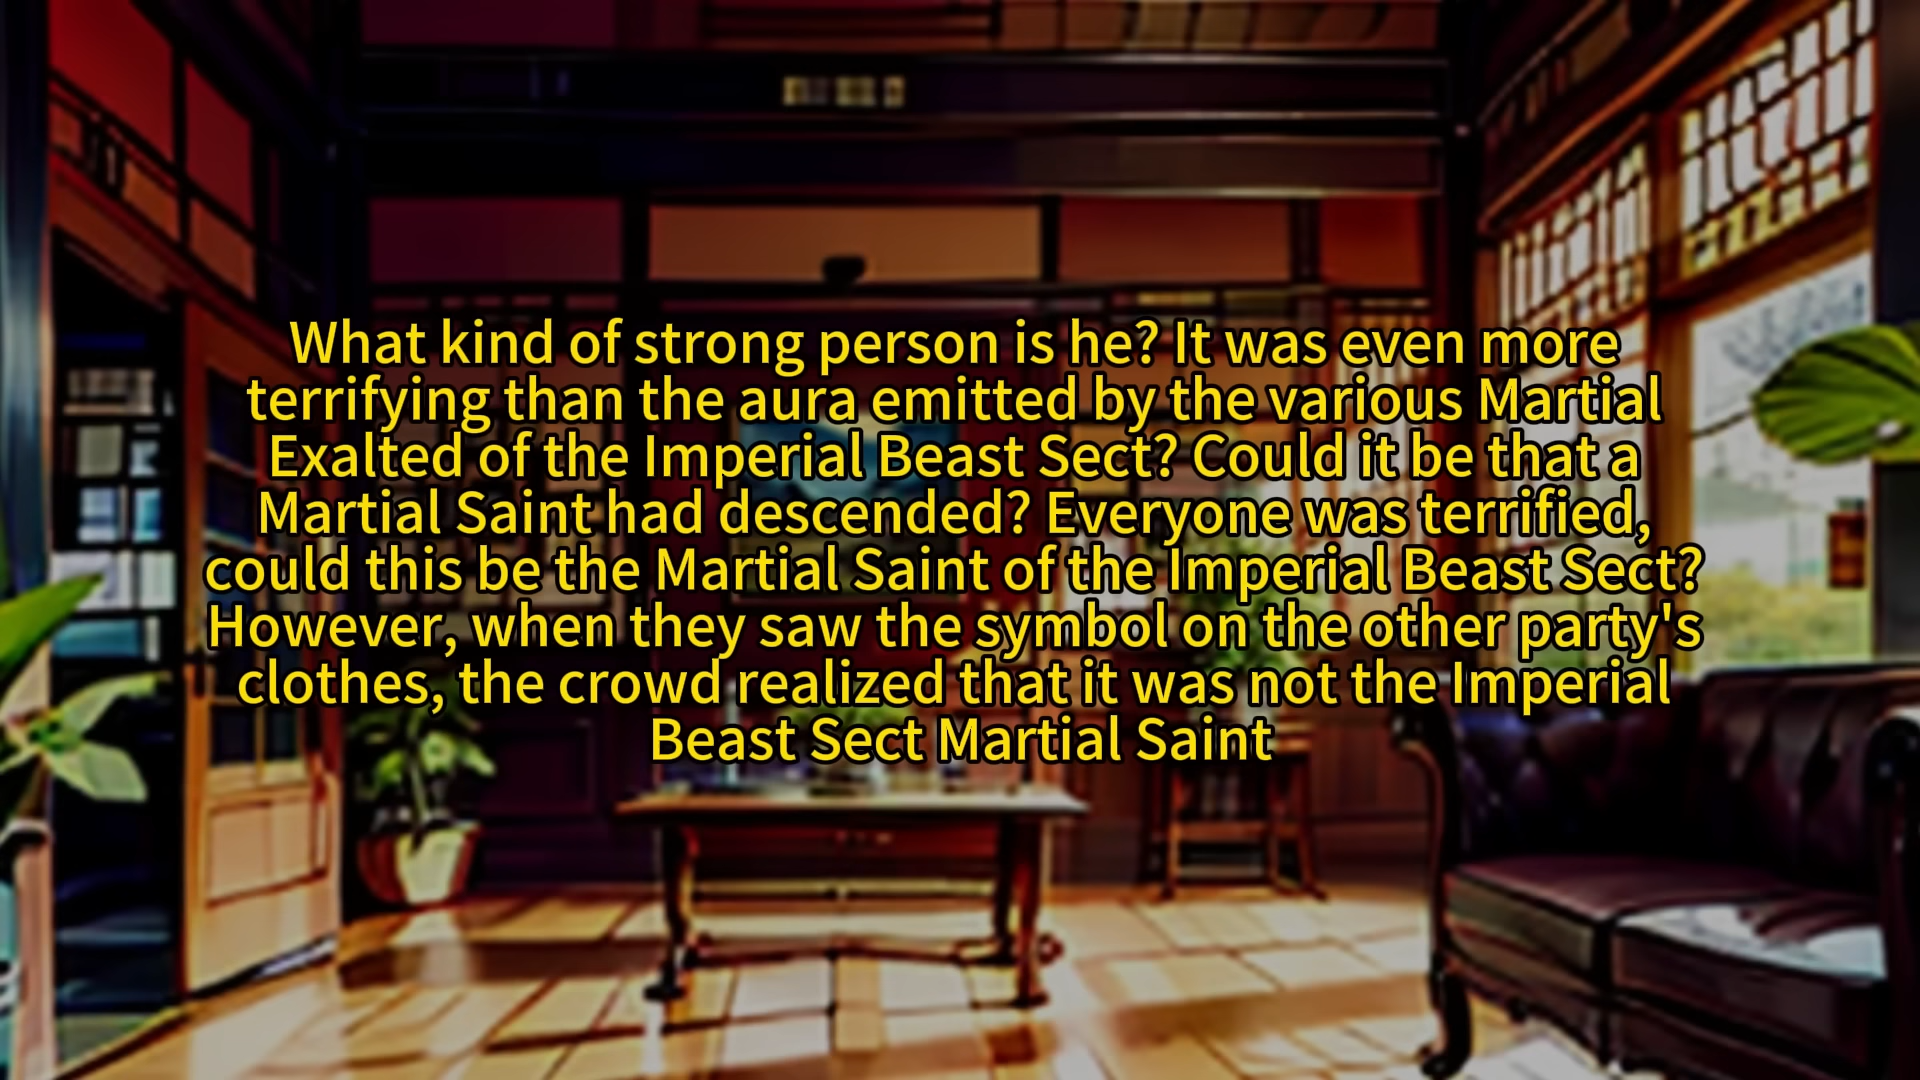 What kind of strong person is he? It was even more
terrifying than the aura emitted by the various Martial
Exalted of the Imperial Beast Sect? Could it be that a
Martial Saint had descended? Everyone was terrified,
could this be the Martial Saint of the Imperial Beast Sect?
However, when they saw the symbol on the other party's
clothes, the crowd realized that it was not the Imperial
Beast Sect Martial Saint